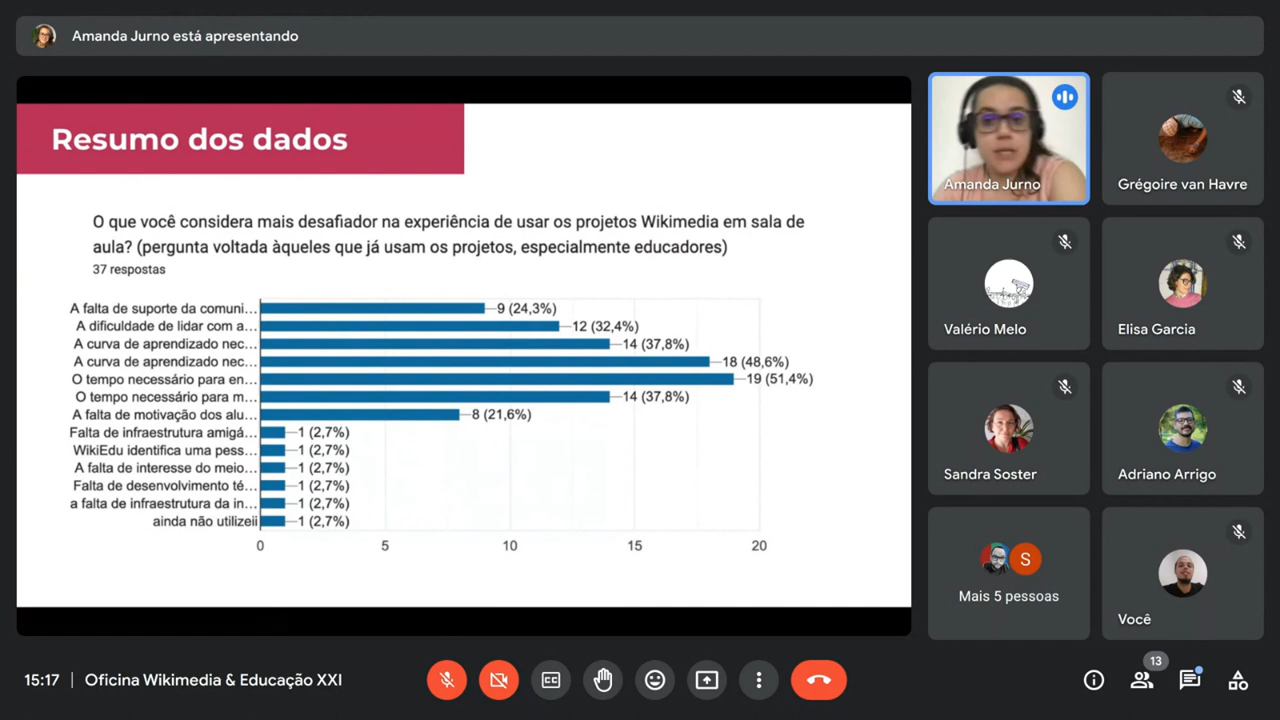 Amanda Jurno está apresentando
Resumo dos dados
O que você considera mais desafiador na experiência de usar os projetos Wikimedia em sala de
aula? (pergunta voltada àqueles que já usam os projetos, especialmente educadores)
37 respostas
A falta de suporte da comuni... 9 (24,3%)
A dificuldade de lidar com a... 12 (32,4%)
A curva de aprendizado nec... 14 (37,8%)
A curva de aprendizado nec... 18 (48,6%)
O tempo necessário para en... 19 (51,4%)
O tempo necessário para m... 14 (37,8%)
A falta de motivação dos alu... 8 (21,6%)
Falta de infraestrutura amigá... 1 (2,7%)
WikiEdu identifica uma pess... 1 (2,7%)
A falta de interesse do meio... 1 (2,7%)
Falta de desenvolvimento té... 1 (2,7%)
a falta de infraestrutura da in... 1 (2,7%)
ainda não utilizeii 1 (2,7%)
0 5 10 15 20
Amanda Jurno
Grégoire van Havre
Valério Melo
Elisa Garcia
Sandra Soster
Adriano Arrigo
S
Mais 5 pessoas
Você
15:17 | Oficina Wikimedia & Educação XXI
CC
13